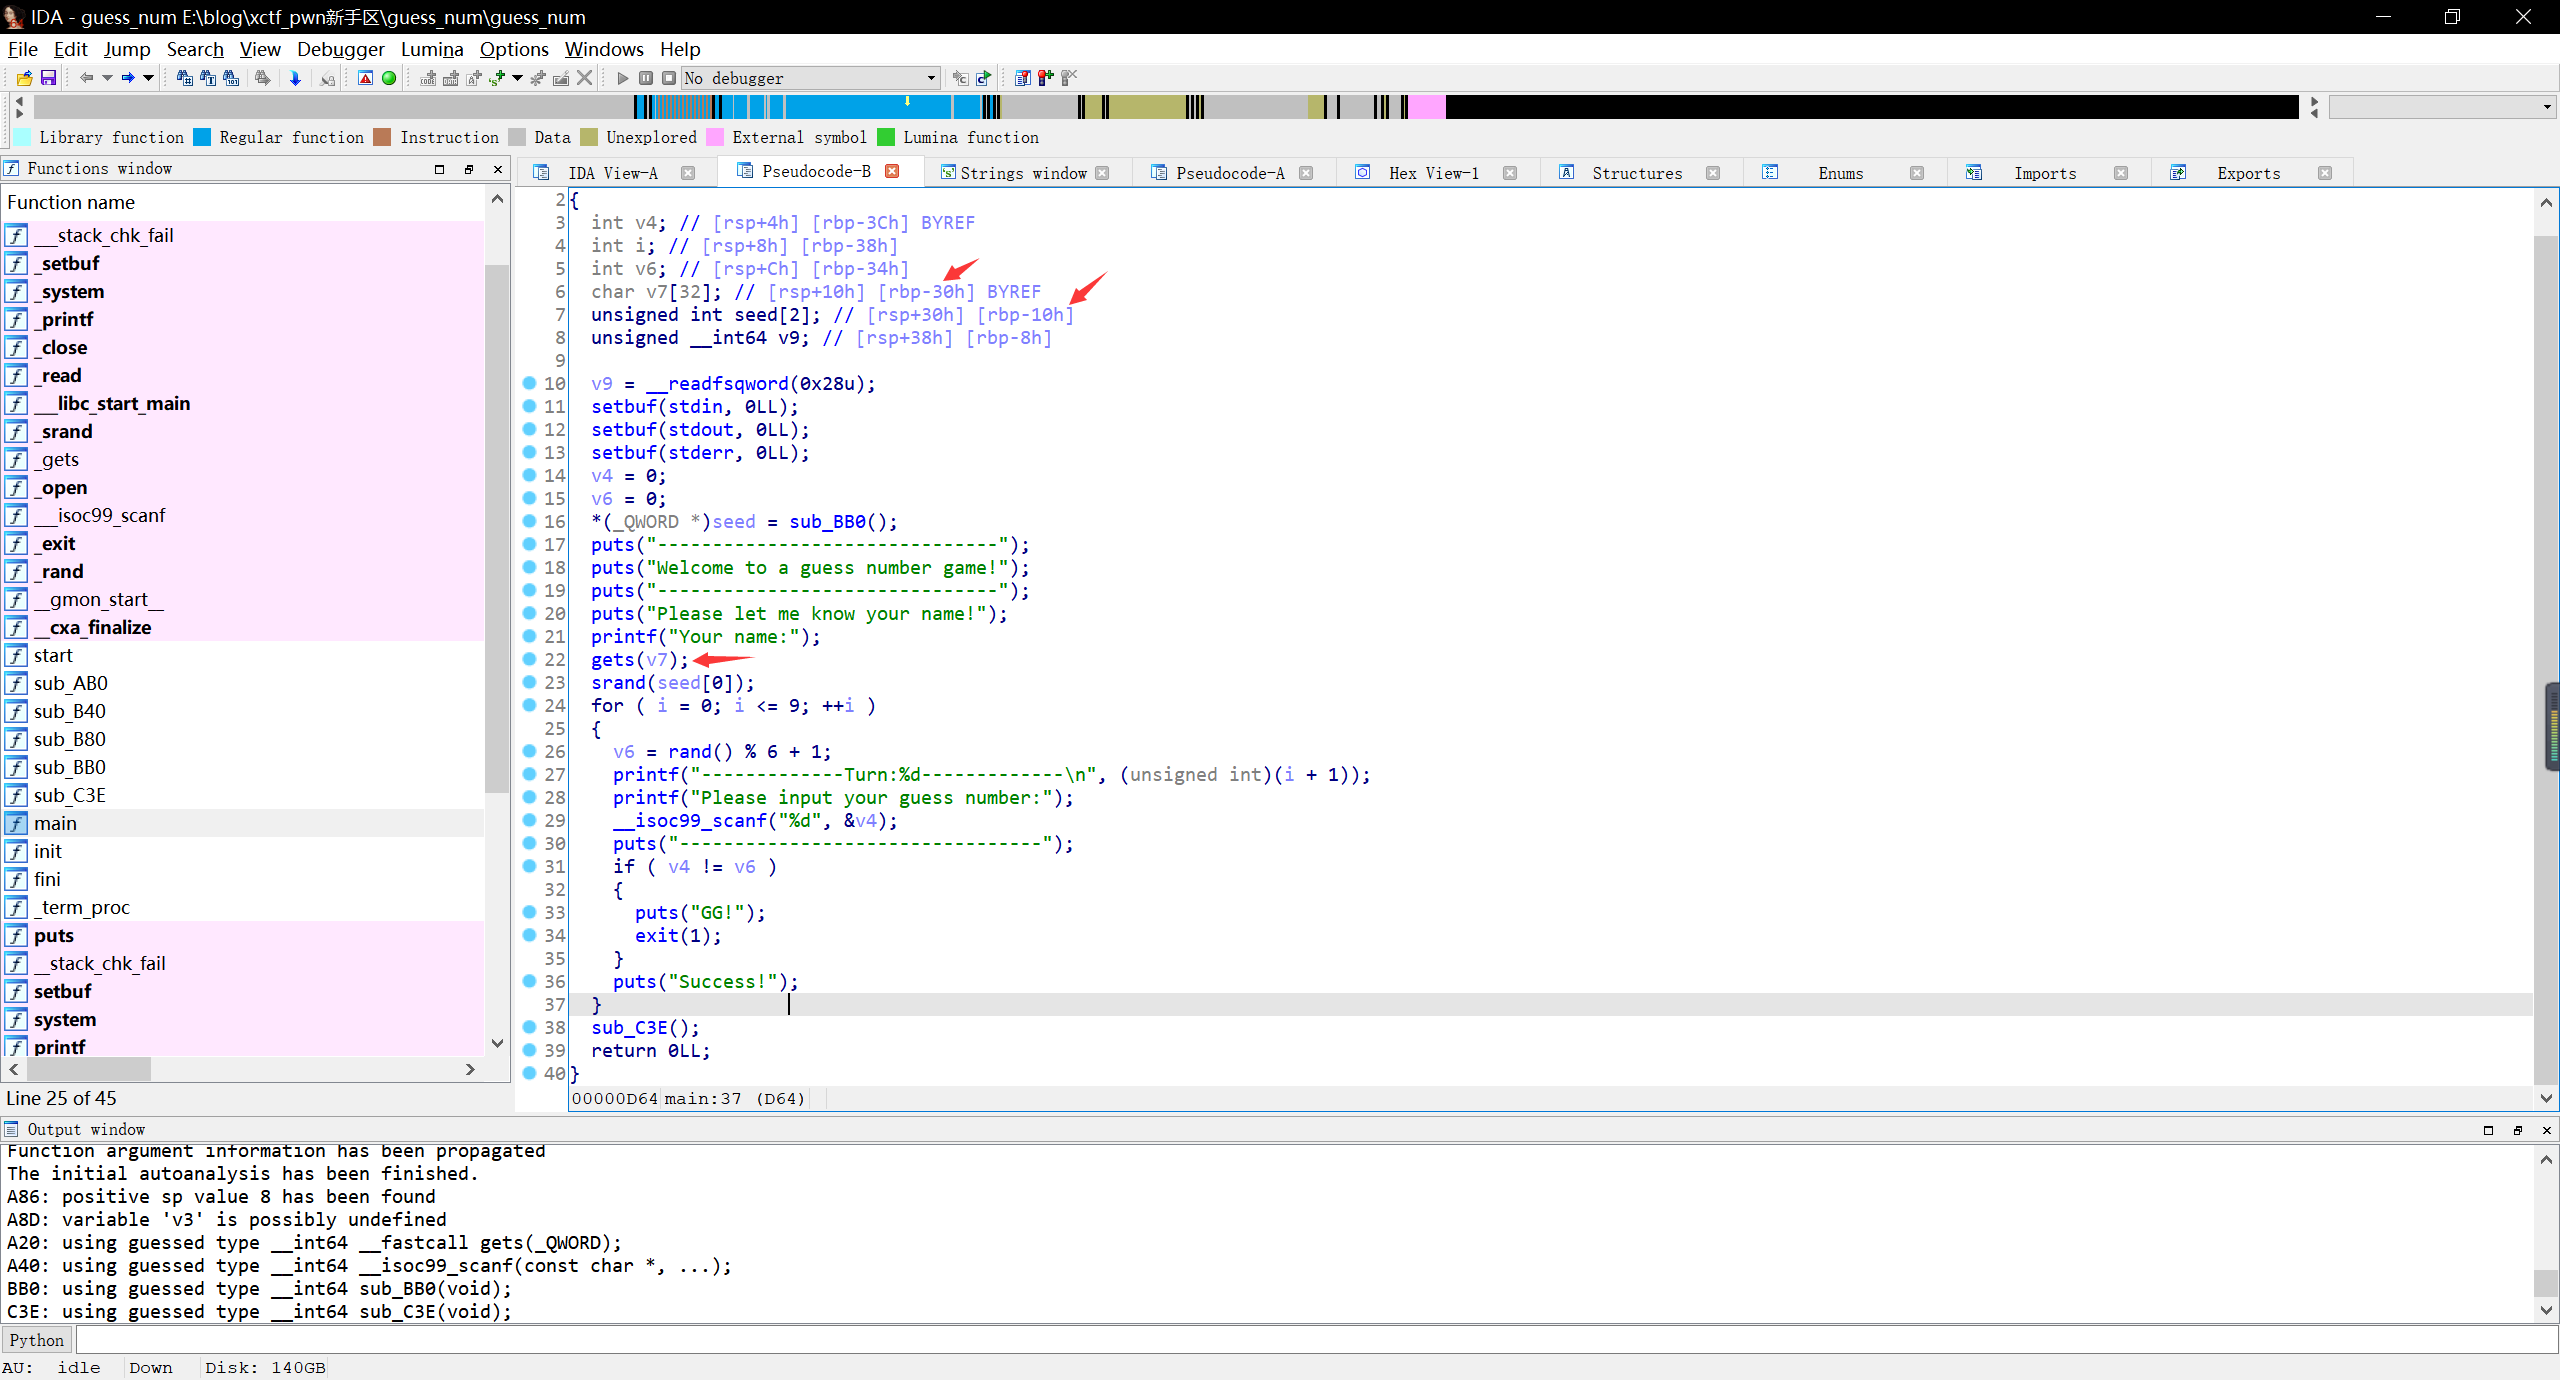 IDA - guess_num E:\blog\xctf_pwn新手区\guess_num\guess_num
File Edit Jump Search View Debugger Lumina Options Windows Help
No debugger
Library function Regular function Instruction Data Unexplored External symbol Lumina function
Functions window
Function name
__stack_chk_fail
_setbuf
_system
_printf
_close
_read
__libc_start_main
_srand
_gets
_open
__isoc99_scanf
_exit
_rand
__gmon_start__
__cxa_finalize
start
sub_AB0
sub_B40
sub_B80
sub_BB0
sub_C3E
main
init
fini
_term_proc
puts
__stack_chk_fail
setbuf
system
printf
Line 25 of 45
IDA View-A Pseudocode-B Strings window Pseudocode-A Hex View-1 Structures Enums Imports Exports
2 {
3 int v4; // [rsp+4h] [rbp-3Ch] BYREF
4 int i; // [rsp+8h] [rbp-38h]
5 int v6; // [rsp+Ch] [rbp-34h]
6 char v7[32]; // [rsp+10h] [rbp-30h] BYREF
7 unsigned int seed[2]; // [rsp+30h] [rbp-10h]
8 unsigned __int64 v9; // [rsp+38h] [rbp-8h]
9
10 v9 = __readfsqword(0x28u);
11 setbuf(stdin, 0LL);
12 setbuf(stdout, 0LL);
13 setbuf(stderr, 0LL);
14 v4 = 0;
15 v6 = 0;
16 *(_QWORD *)seed = sub_BB0();
17 puts("-------------------------------");
18 puts("Welcome to a guess number game!");
19 puts("-------------------------------");
20 puts("Please let me know your name!");
21 printf("Your name:");
22 gets(v7);
23 srand(seed[0]);
24 for ( i = 0; i <= 9; ++i )
25 {
26 v6 = rand() % 6 + 1;
27 printf("-------------Turn:%d-------------\n", (unsigned int)(i + 1));
28 printf("Please input your guess number:");
29 __isoc99_scanf("%d", &v4);
30 puts("---------------------------------");
31 if ( v4 != v6 )
32 {
33 puts("GG!");
34 exit(1);
35 }
36 puts("Success!");
37 }
38 sub_C3E();
39 return 0LL;
40 }
00000D64 main:37 (D64)
Output window
Function argument information has been propagated
The initial autoanalysis has been finished.
A86: positive sp value 8 has been found
A8D: variable 'v3' is possibly undefined
A20: using guessed type __int64 __fastcall gets(_QWORD);
A40: using guessed type __int64 __isoc99_scanf(const char *, ...);
BB0: using guessed type __int64 sub_BB0(void);
C3E: using guessed type __int64 sub_C3E(void);
Python
AU: idle Down Disk: 140GB